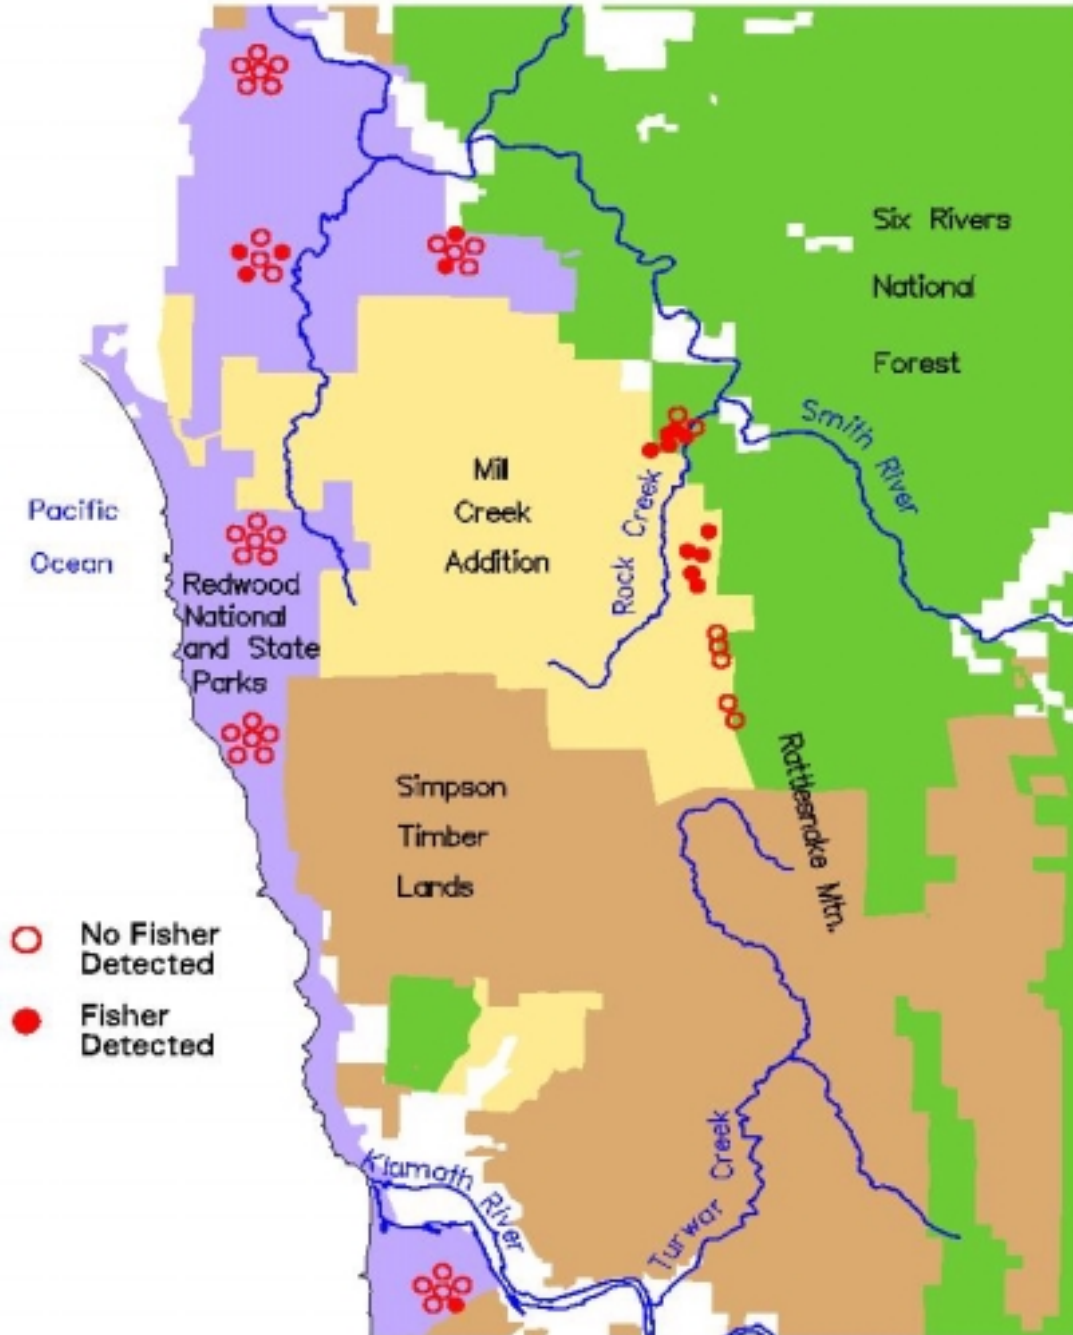 Six Rivers
National
Forest
Smith River
Mill
Creek
Addition
Rock Creek
Pacific
Ocean
Redwood
National
and State
Parks
Rattlesnake Mtn.
Simpson
Timber
Lands
No Fisher
Detected
Fisher
Detected
Klamath River
Turwar Creek